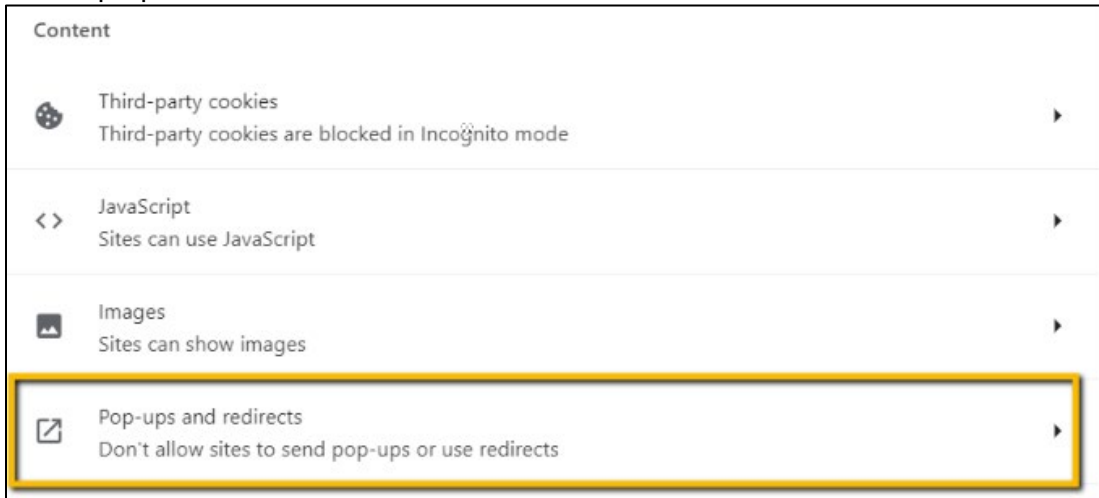 Content
Third-party cookies
Third-party cookies are blocked in Incognito mode
JavaScript
Sites can use JavaScript
Images
Sites can show images
Pop-ups and redirects
Don't allow sites to send pop-ups or use redirects